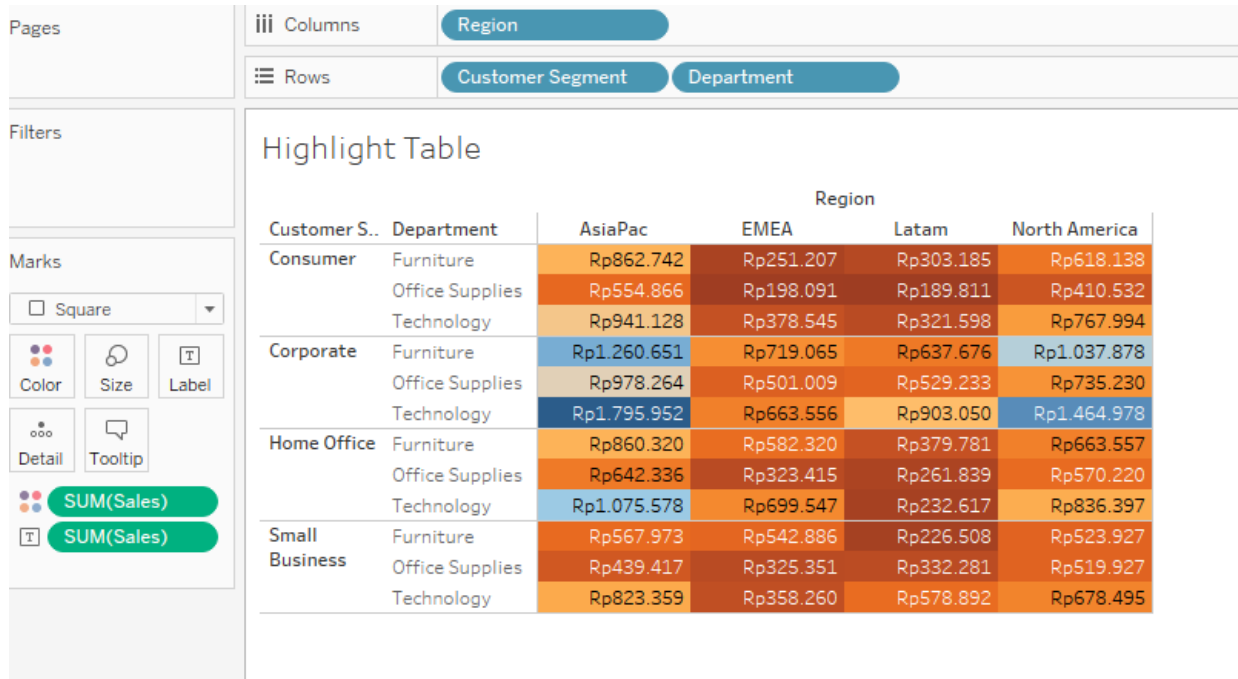 Pages
Columns Region
Rows Customer Segment Department
Filters
Highlight Table
Region
Customer S.. Department AsiaPac EMEA Latam North America
Marks
Consumer Furniture Rp862.742 Rp251.207 Rp303.185 Rp618.138
Office Supplies Rp554.866 Rp198.091 Rp189.811 Rp410.532
Square
Technology Rp941.128 Rp378.545 Rp321.598 Rp767.994
Corporate Furniture Rp1.260.651 Rp719.065 Rp637.676 Rp1.037.878
Color Size T Label
Office Supplies Rp978.264 Rp501.009 Rp529.233 Rp735.230
Technology Rp1.795.952 Rp663.556 Rp903.050 Rp1.464.978
Detail Tooltip
Home Office Furniture Rp860.320 Rp582.320 Rp379.781 Rp663.557
Office Supplies Rp642.336 Rp323.415 Rp261.839 Rp570.220
SUM(Sales)
Technology Rp1.075.578 Rp699.547 Rp232.617 Rp836.397
T SUM(Sales)
Small Business Furniture Rp567.973 Rp542.886 Rp226.508 Rp523.927
Office Supplies Rp439.417 Rp325.351 Rp332.281 Rp519.927
Technology Rp823.359 Rp358.260 Rp578.892 Rp678.495